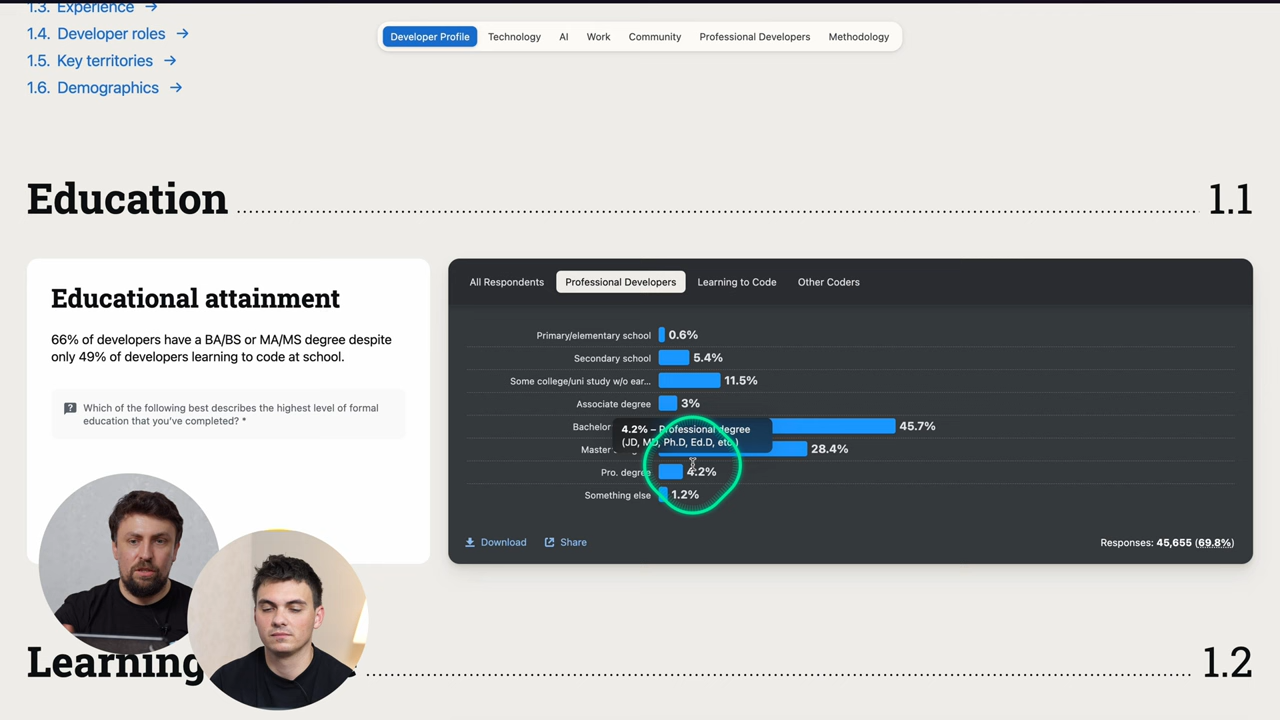 1.3. Experience →
1.4. Developer roles →
1.5. Key territories →
1.6. Demographics →
Developer Profile Technology AI Work Community Professional Developers Methodology
Education 1.1
Educational attainment
66% of developers have a BA/BS or MA/MS degree despite
only 49% of developers learning to code at school.
Which of the following best describes the highest level of formal
education that you've completed? *
All Respondents Professional Developers Learning to Code Other Coders
Primary/elementary school 0.6%
Secondary school 5.4%
Some college/uni study w/o ear... 11.5%
Associate degree 3%
Bachelor 45.7%
4.2% – Professional degree
(JD, MD, Ph.D, Ed.D, etc.)
Master 28.4%
Pro. degree 4.2%
Something else 1.2%
Download Share
Responses: 45,655 (69.8%)
Learning 1.2